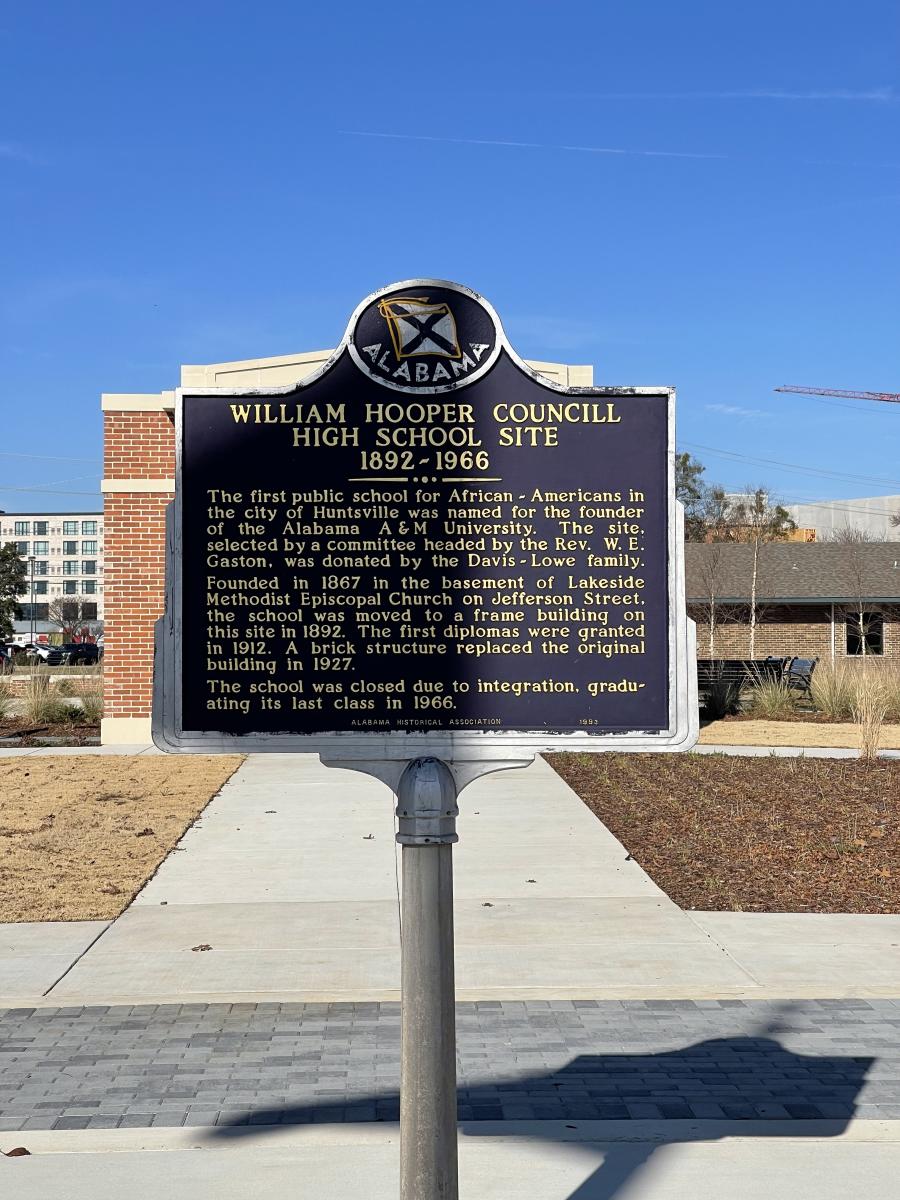 ALABAMA
WILLIAM HOOPER COUNCILL
HIGH SCHOOL SITE
1892-1966
The first public school for African-Americans in
the city of Huntsville was named for the founder
of the Alabama A&M University. The site,
selected by a committee headed by the Rev. W. E.
Gaston, was donated by the Davis-Lowe family.
Founded in 1867 in the basement of Lakeside
Methodist Episcopal Church on Jefferson Street,
the school was moved to a frame building on
this site in 1892. The first diplomas were granted
in 1912. A brick structure replaced the original
building in 1927.
The school was closed due to integration, gradu-
ating its last class in 1966.
ALABAMA HISTORICAL ASSOCIATION 1993